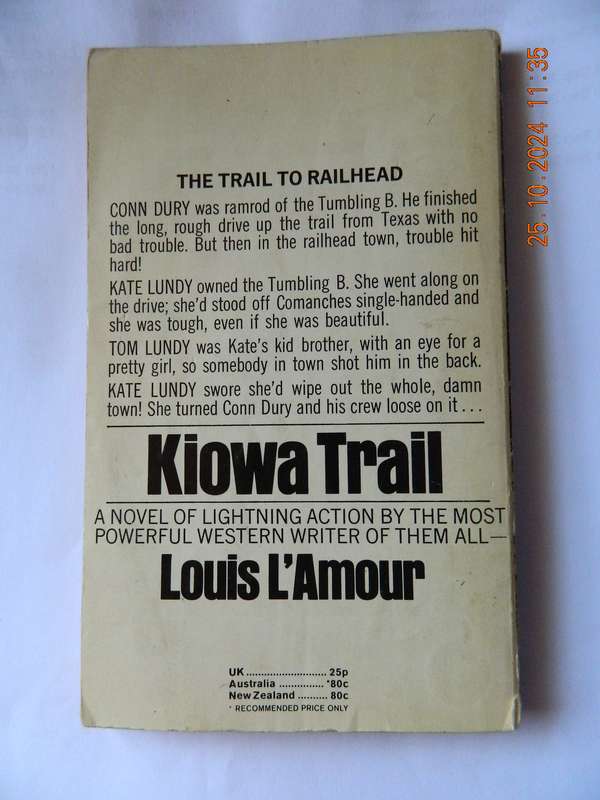 THE TRAIL TO RAILHEAD
CONN DURY was ramrod of the Tumbling B. He finished
the long, rough drive up the trail from Texas with no
bad trouble. But then in the railhead town, trouble hit
hard!
KATE LUNDY owned the Tumbling B. She went along on
the drive; she'd stood off Comanches single-handed and
she was tough, even if she was beautiful.
TOM LUNDY was Kate's kid brother, with an eye for a
pretty girl, so somebody in town shot him in the back.
KATE LUNDY swore she'd wipe out the whole, damn
town! She turned Conn Dury and his crew loose on it . . .
Kiowa Trail
A NOVEL OF LIGHTNING ACTION BY THE MOST
POWERFUL WESTERN WRITER OF THEM ALL—
Louis L'Amour
UK ........................... 25p
Australia ............... *80c
New Zealand .......... 80c
* RECOMMENDED PRICE ONLY
25.10.2024 11:35